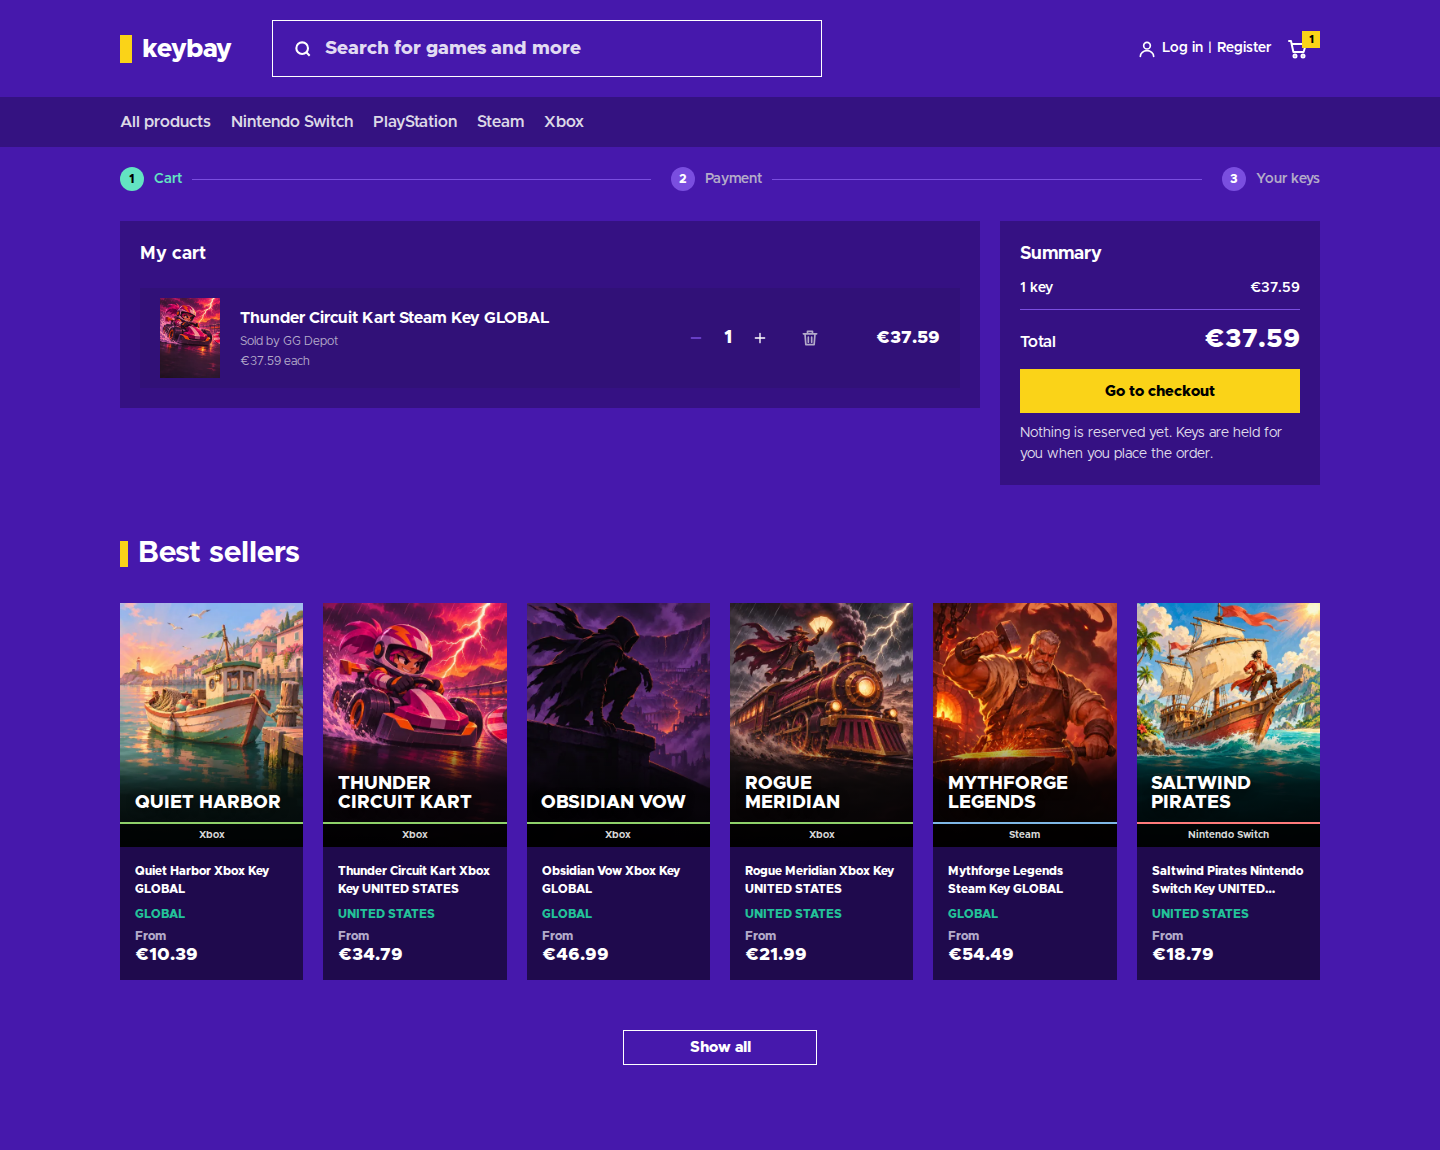 keybay
Search for games and more
Log in | Register
1
All products Nintendo Switch PlayStation Steam Xbox
1 Cart
2 Payment
3 Your keys
My cart
Thunder Circuit Kart Steam Key GLOBAL
Sold by GG Depot
€37.59 each
− 1 +
€37.59
Summary
1 key €37.59
Total €37.59
Go to checkout
Nothing is reserved yet. Keys are held for
you when you place the order.
Best sellers
QUIET HARBOR
Xbox
Quiet Harbor Xbox Key
GLOBAL
GLOBAL
From
€10.39
THUNDER
CIRCUIT KART
Xbox
Thunder Circuit Kart Xbox
Key UNITED STATES
UNITED STATES
From
€34.79
OBSIDIAN VOW
Xbox
Obsidian Vow Xbox Key
GLOBAL
GLOBAL
From
€46.99
ROGUE
MERIDIAN
Xbox
Rogue Meridian Xbox Key
UNITED STATES
UNITED STATES
From
€21.99
MYTHFORGE
LEGENDS
Steam
Mythforge Legends
Steam Key GLOBAL
GLOBAL
From
€54.49
SALTWIND
PIRATES
Nintendo Switch
Saltwind Pirates Nintendo
Switch Key UNITED...
UNITED STATES
From
€18.79
Show all